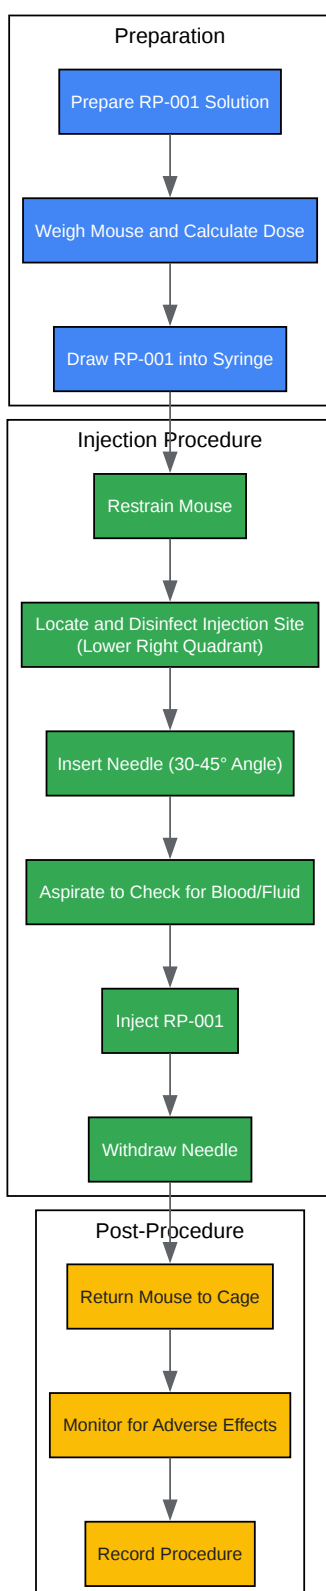 Preparation
Prepare RP-001 Solution
Weigh Mouse and Calculate Dose
Draw RP-001 into Syringe
Injection Procedure
Restrain Mouse
Locate and Disinfect Injection Site
(Lower Right Quadrant)
Insert Needle (30-45° Angle)
Aspirate to Check for Blood/Fluid
Inject RP-001
Withdraw Needle
Post-Procedure
Return Mouse to Cage
Monitor for Adverse Effects
Record Procedure